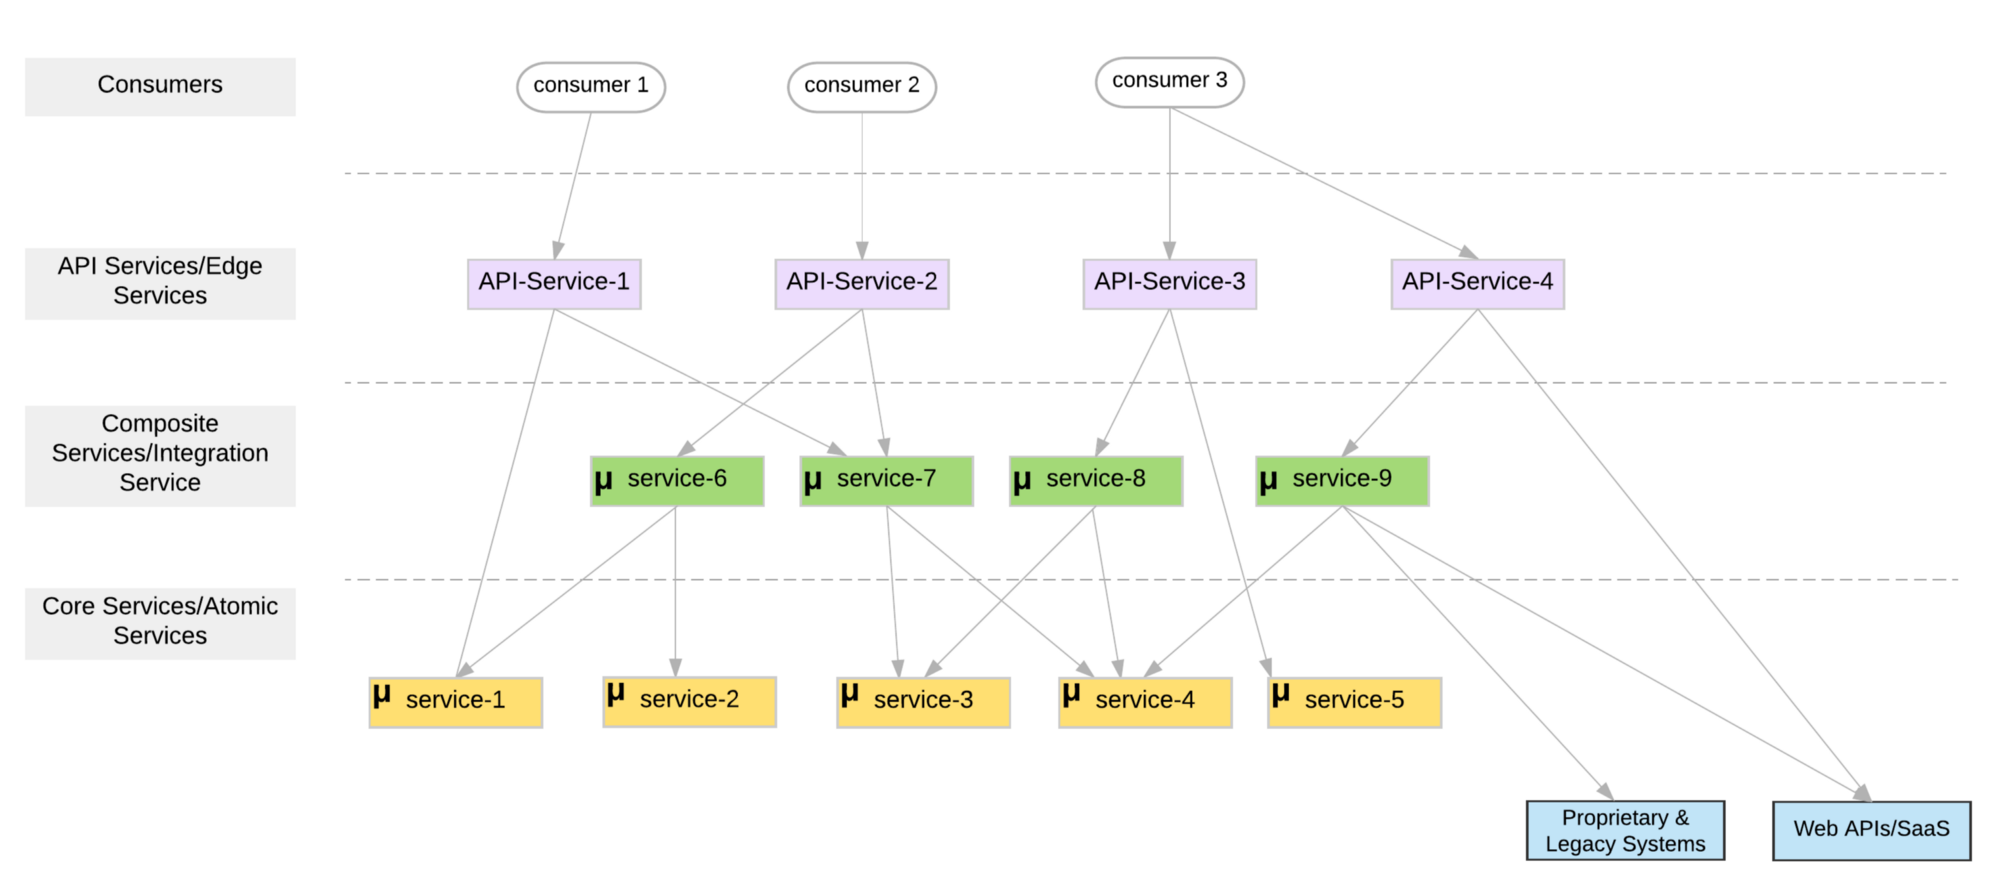 Consumers
consumer 1
consumer 2
consumer 3
API Services/Edge
Services
API-Service-1
API-Service-2
API-Service-3
API-Service-4
Composite
Services/Integration
Service
μ service-6
μ service-7
μ service-8
μ service-9
Core Services/Atomic
Services
μ service-1
μ service-2
μ service-3
μ service-4
μ service-5
Proprietary &
Legacy Systems
Web APIs/SaaS